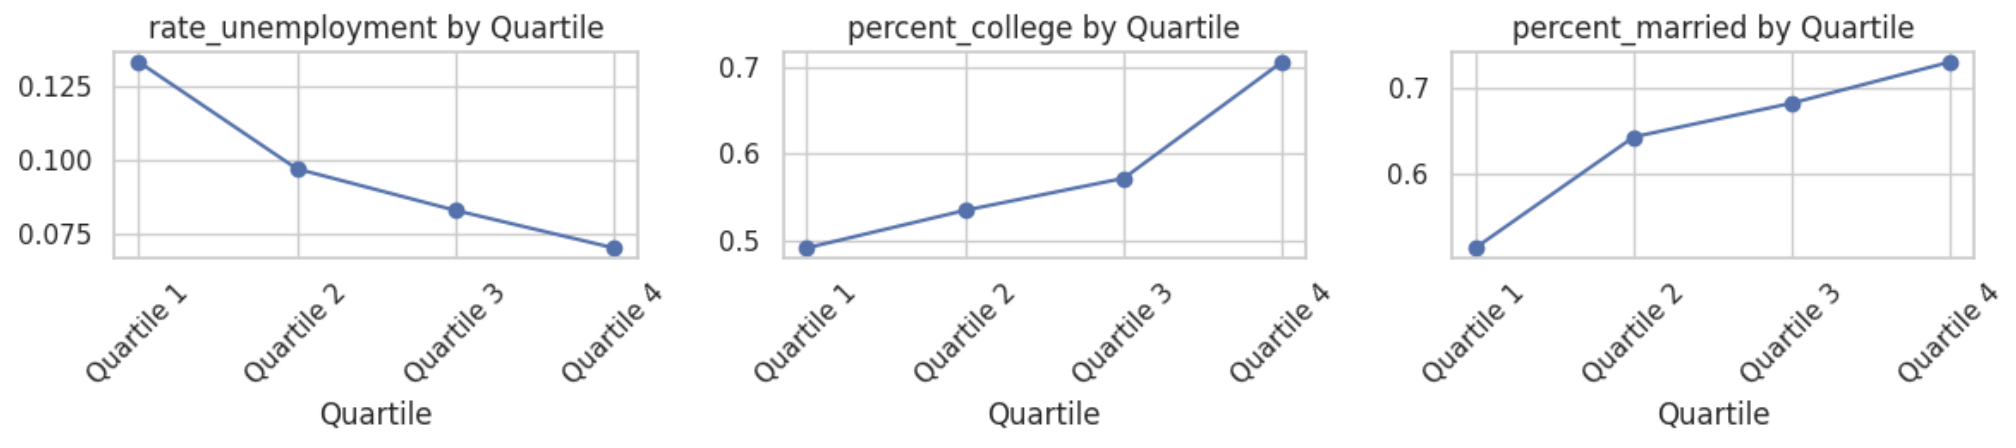 rate_unemployment by Quartile
0.125
0.100
0.075
Quartile 1
Quartile 2
Quartile 3
Quartile 4
Quartile
percent_college by Quartile
0.7
0.6
0.5
Quartile 1
Quartile 2
Quartile 3
Quartile 4
Quartile
percent_married by Quartile
0.7
0.6
Quartile 1
Quartile 2
Quartile 3
Quartile 4
Quartile